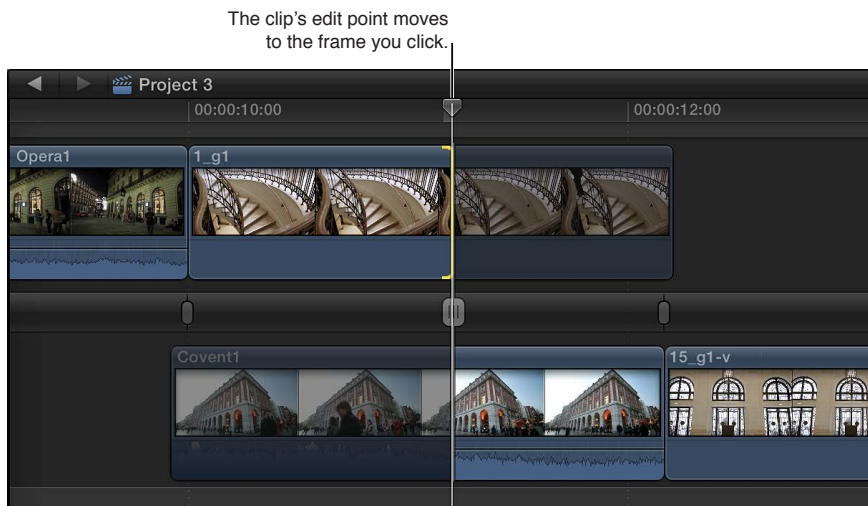 The clip's edit point moves
to the frame you click.
Project 3
00:00:10:00
00:00:12:00
Opera1
1_g1
Covent1
15_g1-v